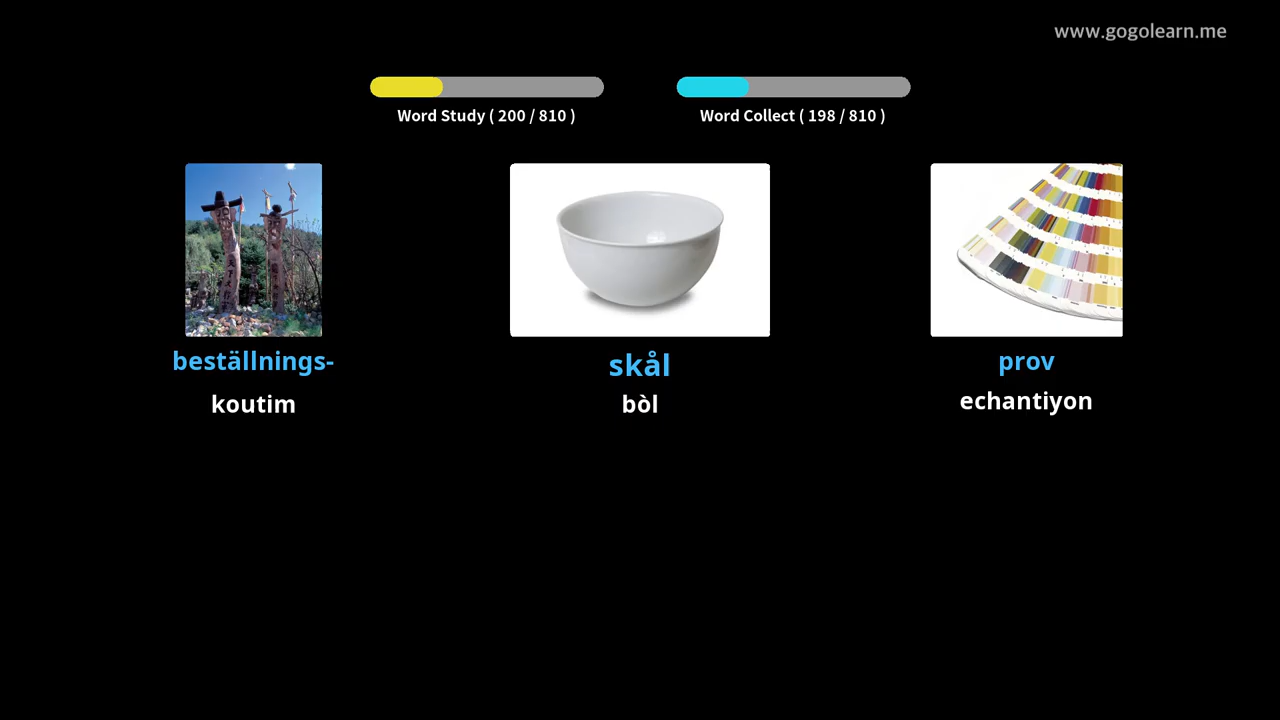 www.gogolearn.me
Word Study ( 200 / 810 )
Word Collect ( 198 / 810 )
beställnings-
koutim
skål
bòl
prov
echantiyon